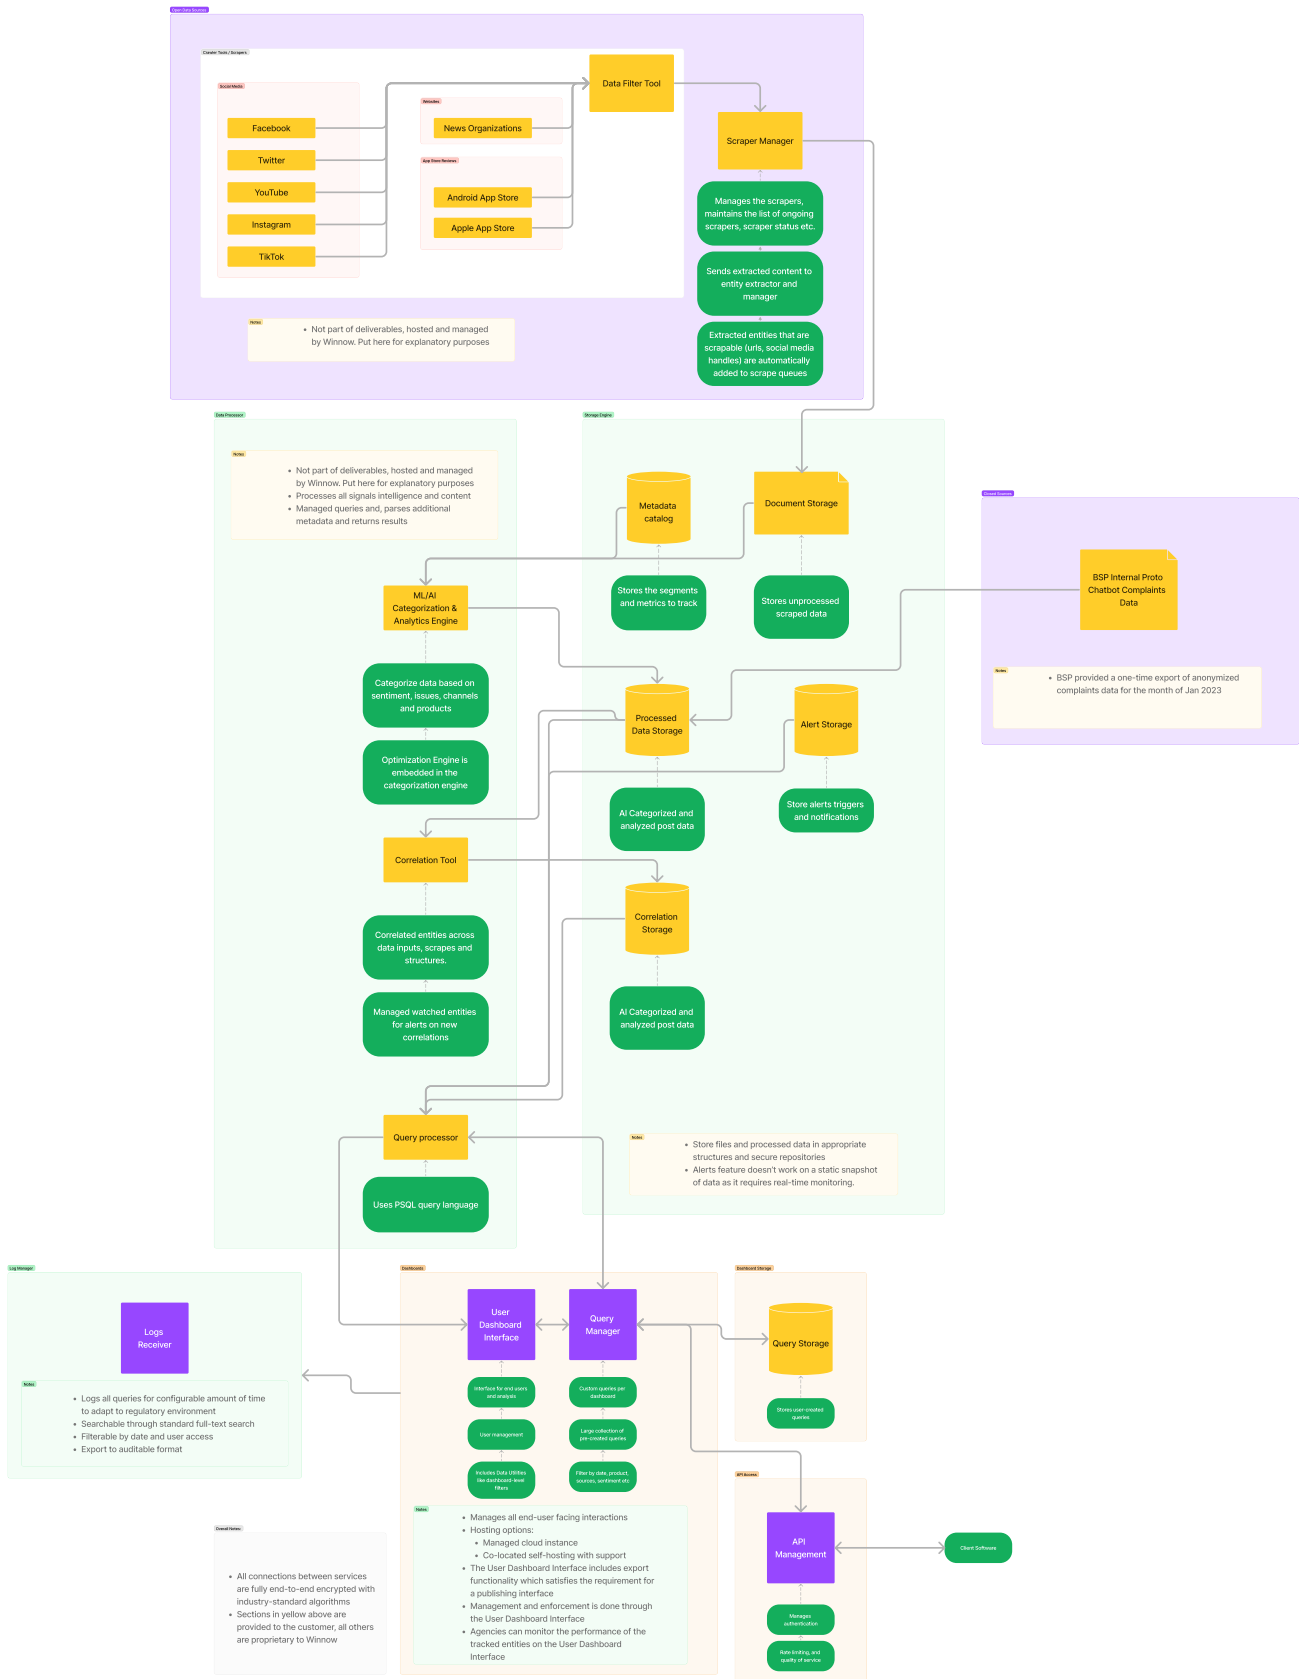 Open Data Sources
Crawler Tools / Scrapers
Social Media
Facebook
Twitter
YouTube
Instagram
TikTok
Websites
News Organizations
App Store Reviews
Android App Store
Apple App Store
Data Filter Tool
Scraper Manager
Manages the scrapers,
maintains the list of ongoing
scrapers, scraper status etc.
Sends extracted content to
entity extractor and
manager
Extracted entities that are
scrapable (urls, social media
handles) are automatically
added to scrape queues
Notes
• Not part of deliverables, hosted and managed
by Winnow. Put here for explanatory purposes
Data Processor
Notes
• Not part of deliverables, hosted and managed
by Winnow. Put here for explanatory purposes
• Processes all signals intelligence and content
• Managed queries and, parses additional
metadata and returns results
ML/AI
Categorization &
Analytics Engine
Categorize data based on
sentiment, issues, channels
and products
Optimization Engine is
embedded in the
categorization engine
Correlation Tool
Correlated entities across
data inputs, scrapes and
structures.
Managed watched entities
for alerts on new
correlations
Query processor
Uses PSQL query language
Storage Engine
Metadata
catalog
Document Storage
Stores the segments
and metrics to track
Stores unprocessed
scraped data
Processed
Data Storage
Alert Storage
AI Categorized and
analyzed post data
Store alerts triggers
and notifications
Correlation
Storage
AI Categorized and
analyzed post data
Notes
• Store files and processed data in appropriate
structures and secure repositories
• Alerts feature doesn't work on a static snapshot
of data as it requires real-time monitoring.
Closed Sources
BSP Internal Proto
Chatbot Complaints
Data
Notes
• BSP provided a one-time export of anonymized
complaints data for the month of Jan 2023
Log Manager
Logs
Receiver
Notes
• Logs all queries for configurable amount of time
to adapt to regulatory environment
• Searchable through standard full-text search
• Filterable by date and user access
• Export to auditable format
Dashboards
User
Dashboard
Interface
Query
Manager
Interface for end users
and analysis
User management
Includes Data Utilities
like dashboard-level
filters
Custom queries per
dashboard
Large collection of
pre-created queries
Filter by date, product,
sources, sentiment etc
Notes
• Manages all end-user facing interactions
• Hosting options:
• Managed cloud instance
• Co-located self-hosting with support
• The User Dashboard Interface includes export
functionality which satisfies the requirement for
a publishing interface
• Management and enforcement is done through
the User Dashboard Interface
• Agencies can monitor the performance of the
tracked entities on the User Dashboard
Interface
Dashboard Storage
Query Storage
Stores user-created
queries
API Access
API
Management
Client Software
Manages
authentication
Rate limiting, and
quality of service
Overall Notes:
• All connections between services
are fully end-to-end encrypted with
industry-standard algorithms
• Sections in yellow above are
provided to the customer, all others
are proprietary to Winnow